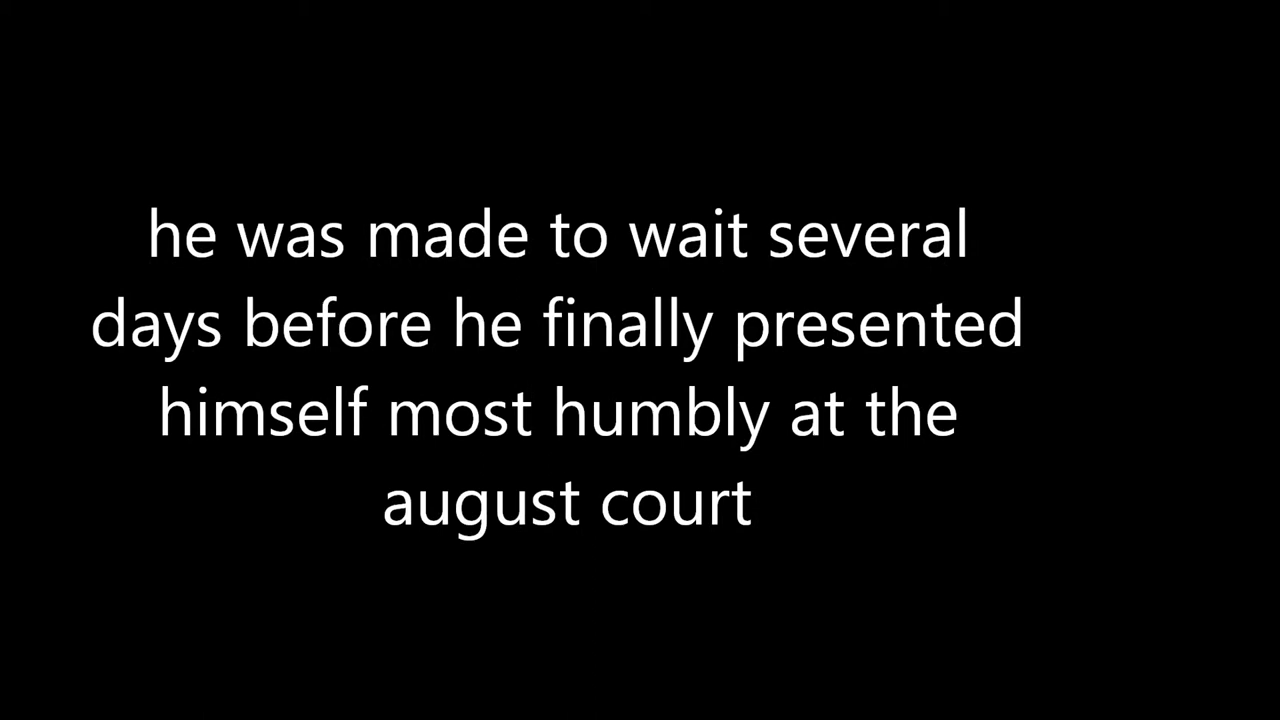 he was made to wait several
days before he finally presented
himself most humbly at the
august court